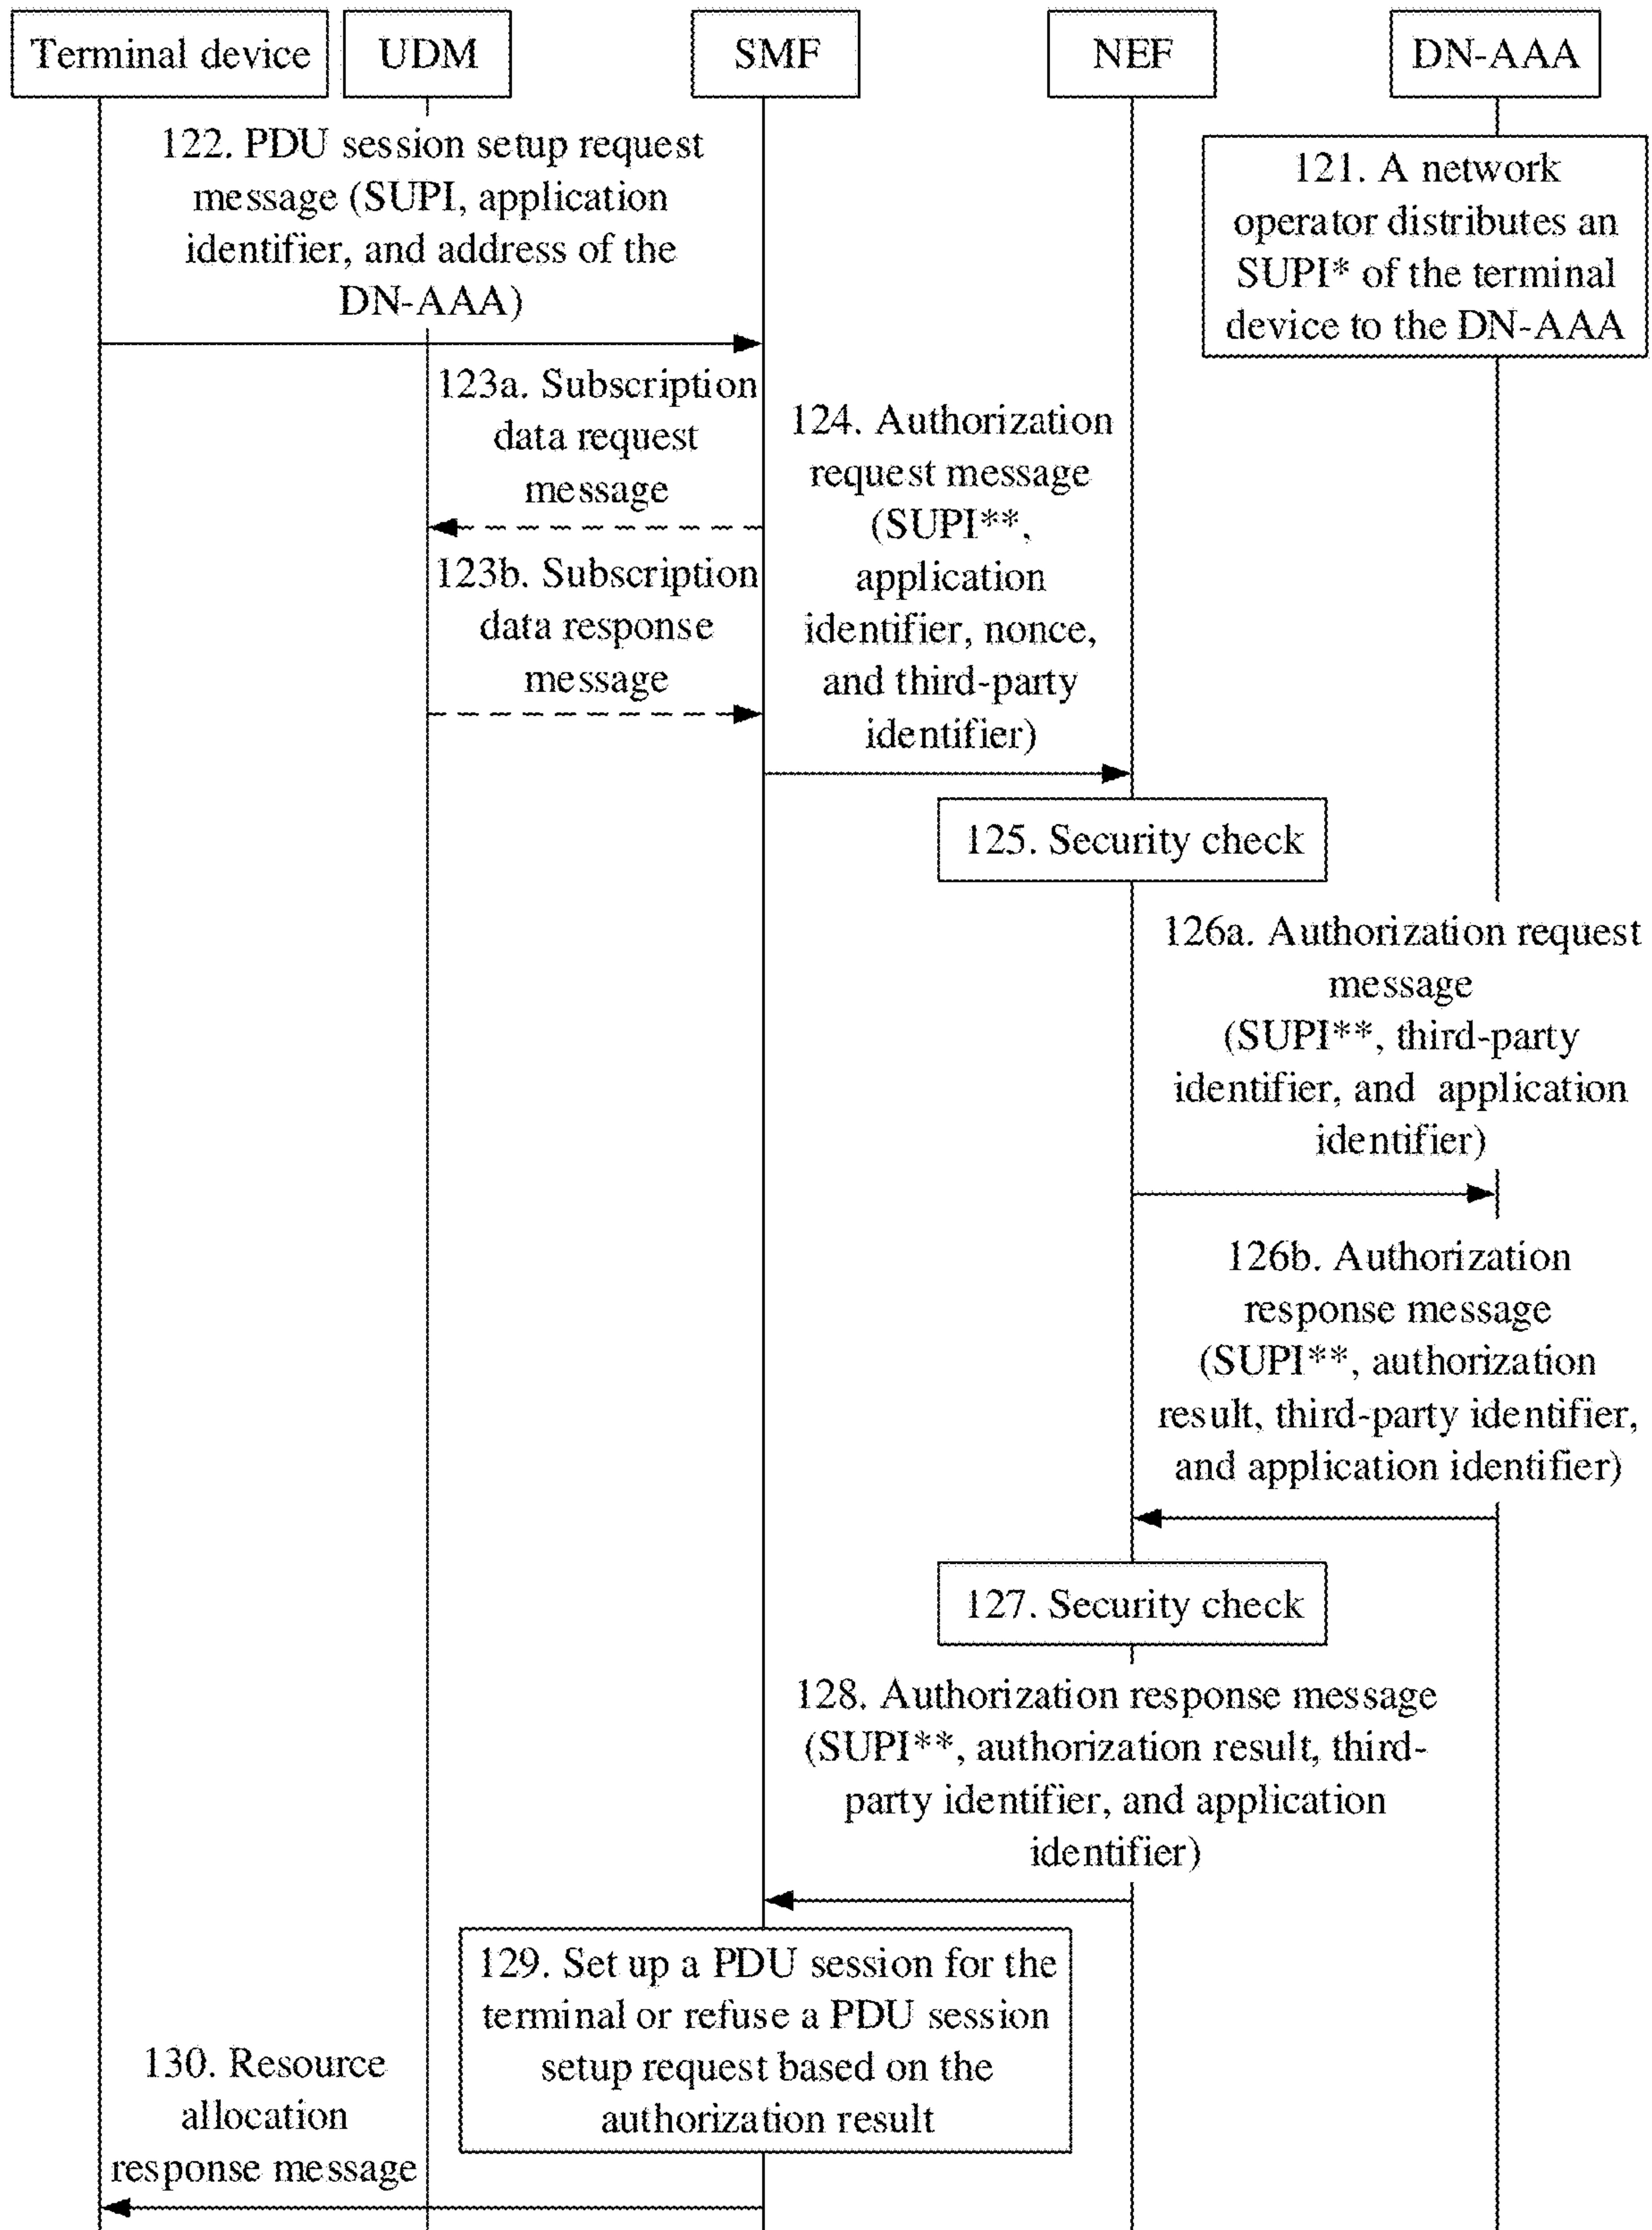 Terminal device
UDM
SMF
NEF
DN-AAA
121. A network
operator distributes an
SUPI* of the terminal
device to the DN-AAA
122. PDU session setup request
message (SUPI, application
identifier, and address of the
DN-AAA)
123a. Subscription
data request
message
123b. Subscription
data response
message
124. Authorization
request message
(SUPI**,
application
identifier, nonce,
and third-party
identifier)
125. Security check
126a. Authorization request
message
(SUPI**, third-party
identifier, and application
identifier)
126b. Authorization
response message
(SUPI**, authorization
result, third-party identifier,
and application identifier)
127. Security check
128. Authorization response message
(SUPI**, authorization result, third-
party identifier, and application
identifier)
129. Set up a PDU session for the
terminal or refuse a PDU session
setup request based on the
authorization result
130. Resource
allocation
response message